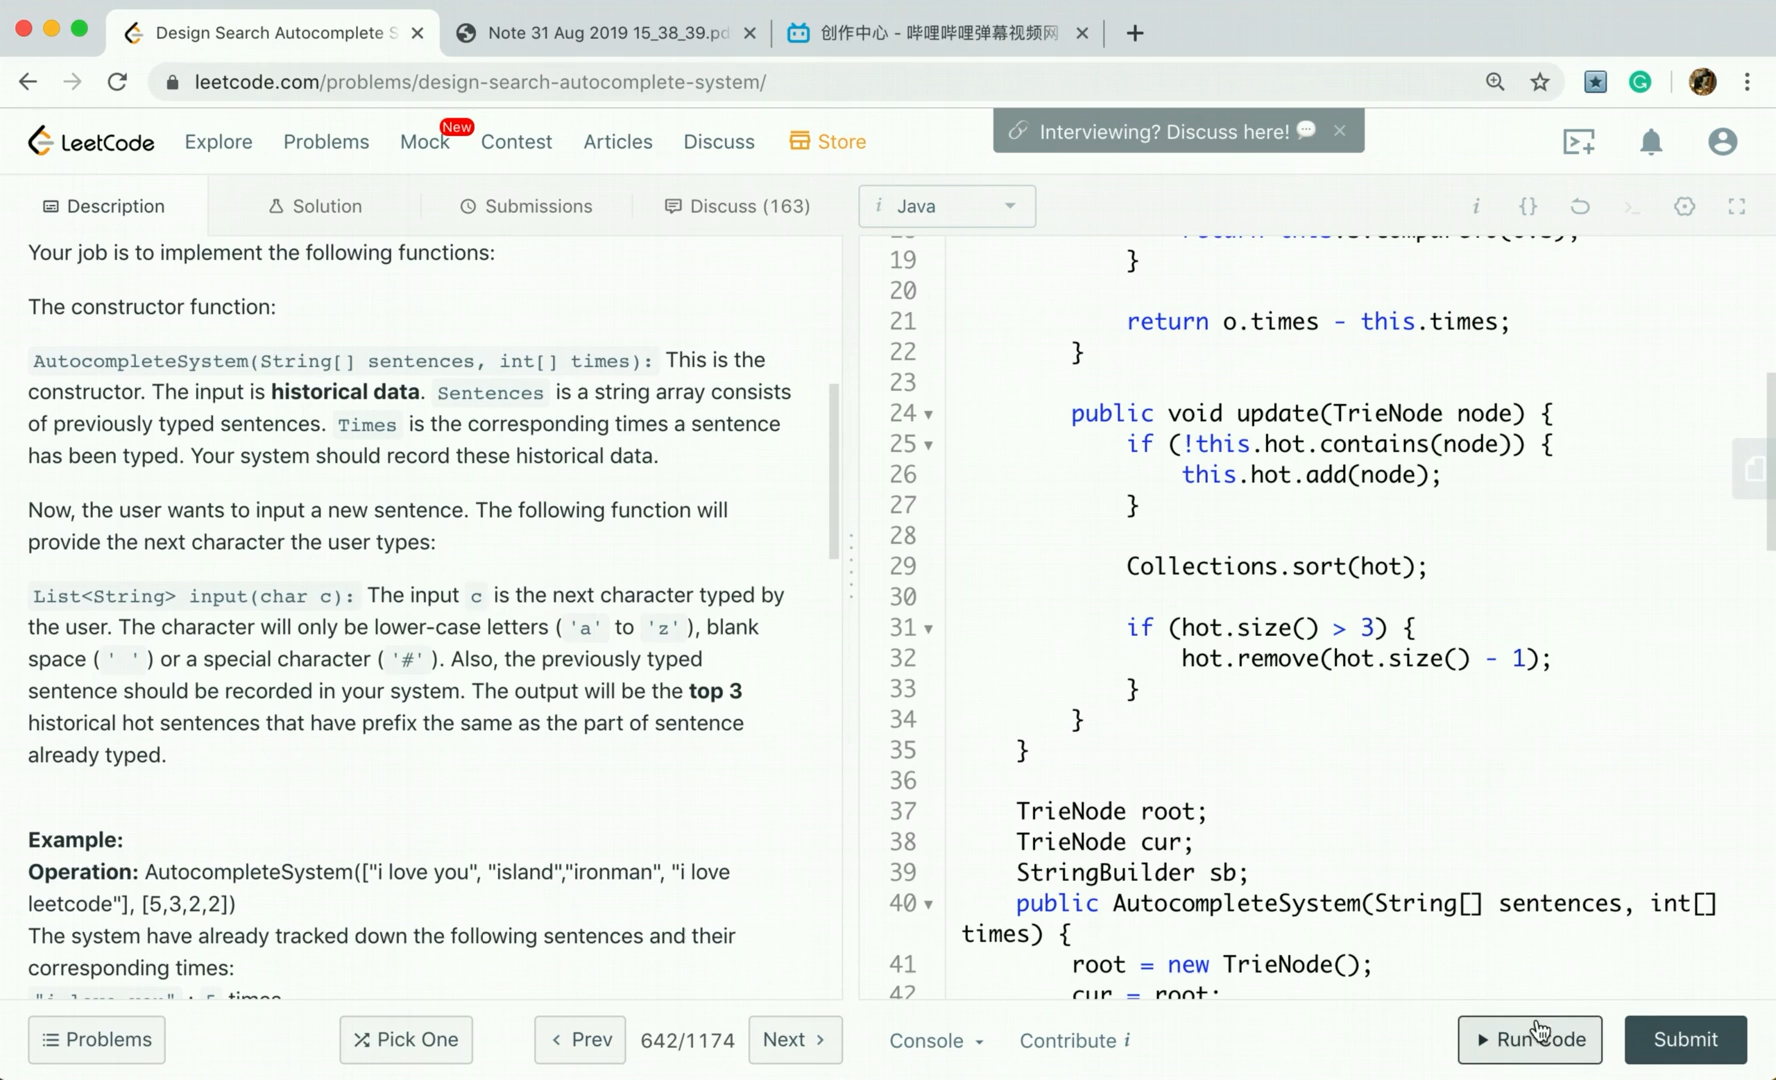 Design Search Autocomplete S
Note 31 Aug 2019 15_38_39.pd
创作中心 - 哔哩哔哩弹幕视频网
leetcode.com/problems/design-search-autocomplete-system/
LeetCode
Explore
Problems
Mock
New
Contest
Articles
Discuss
Store
Interviewing? Discuss here! 💬
Description
Solution
Submissions
Discuss (163)
i Java
Your job is to implement the following functions:
The constructor function:
AutocompleteSystem(String[] sentences, int[] times): This is the
constructor. The input is historical data. Sentences is a string array consists
of previously typed sentences. Times is the corresponding times a sentence
has been typed. Your system should record these historical data.
Now, the user wants to input a new sentence. The following function will
provide the next character the user types:
List<String> input(char c): The input c is the next character typed by
the user. The character will only be lower-case letters ( 'a' to 'z' ), blank
space ( ' ' ) or a special character ( '#' ). Also, the previously typed
sentence should be recorded in your system. The output will be the top 3
historical hot sentences that have prefix the same as the part of sentence
already typed.
Example:
Operation: AutocompleteSystem(["i love you", "island","ironman", "i love
leetcode"], [5,3,2,2])
The system have already tracked down the following sentences and their
corresponding times:
"i love you" : 5 times
19 }
20
21 return o.times - this.times;
22 }
23
24 public void update(TrieNode node) {
25 if (!this.hot.contains(node)) {
26 this.hot.add(node);
27 }
28
29 Collections.sort(hot);
30
31 if (hot.size() > 3) {
32 hot.remove(hot.size() - 1);
33 }
34 }
35 }
36
37 TrieNode root;
38 TrieNode cur;
39 StringBuilder sb;
40 public AutocompleteSystem(String[] sentences, int[]
times) {
41 root = new TrieNode();
42 cur = root;
Problems
Pick One
Prev
642/1174
Next
Console
Contribute i
Run Code
Submit